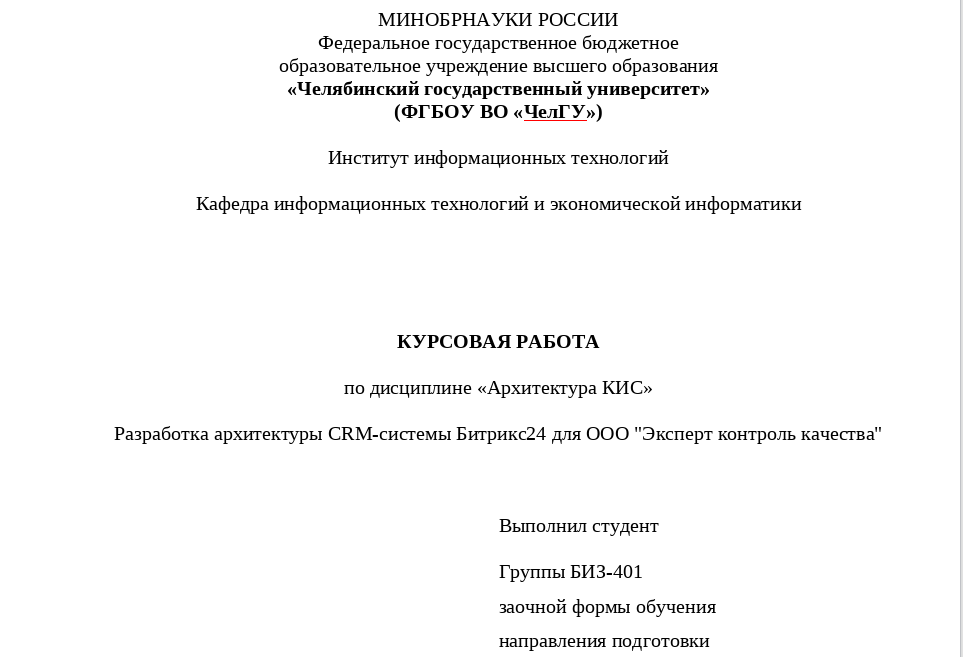 МИНОБРНАУКИ РОССИИ
Федеральное государственное бюджетное
образовательное учреждение высшего образования
«Челябинский государственный университет»
(ФГБОУ ВО «ЧелГУ»)
Институт информационных технологий
Кафедра информационных технологий и экономической информатики
КУРСОВАЯ РАБОТА
по дисциплине «Архитектура КИС»
Разработка архитектуры CRM-системы Битрикс24 для ООО "Эксперт контроль качества"
Выполнил студент
Группы БИЗ-401
заочной формы обучения
направления подготовки